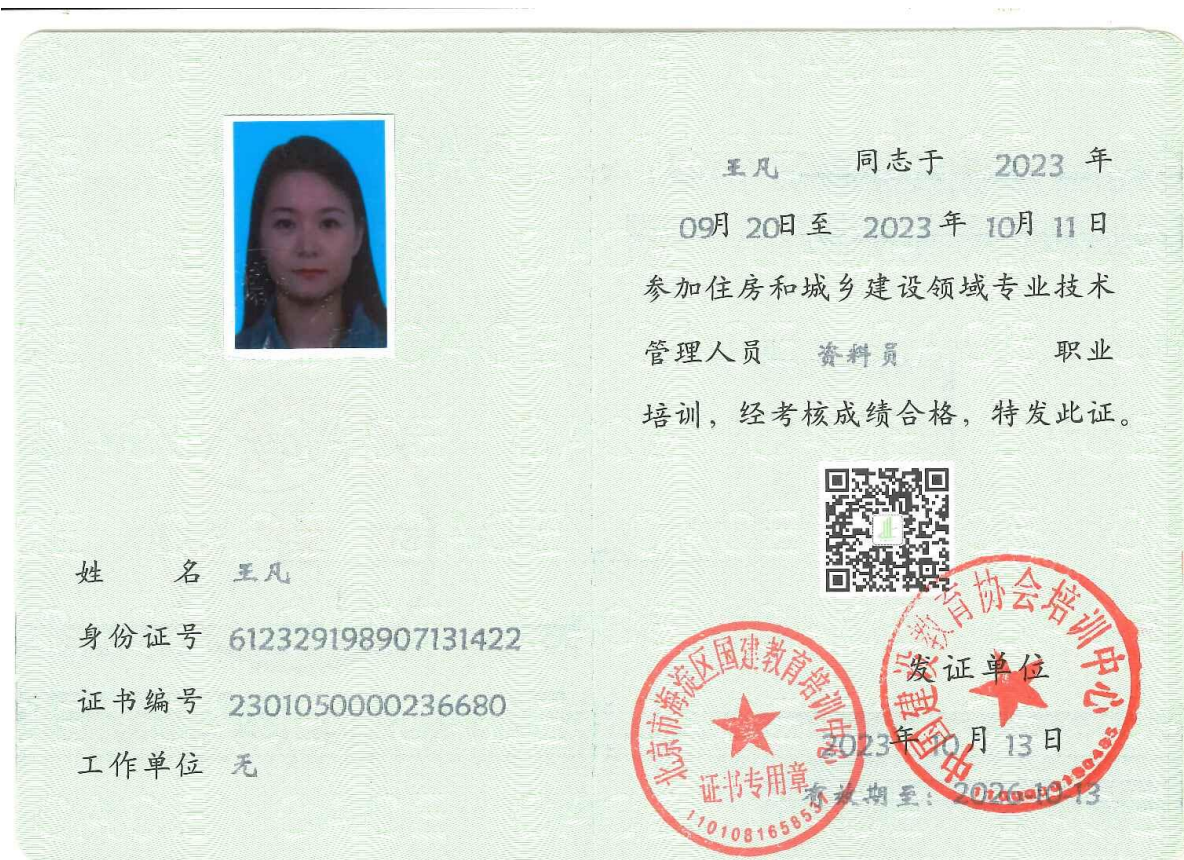 王凡 同志于 2023 年
09月 20日至 2023年 10月 11日
参加住房和城乡建设领域专业技术
管理人员 资料员 职业
培训，经考核成绩合格，特发此证。
姓 名 王凡
身份证号 612329198907131422
证书编号 2301050000236680
工作单位 无
北京市海淀区国建教育培训中心
证书专用章
中国建设教育协会培训中心
发证单位
2023年 10月 13日
有效期至：2026-10-13